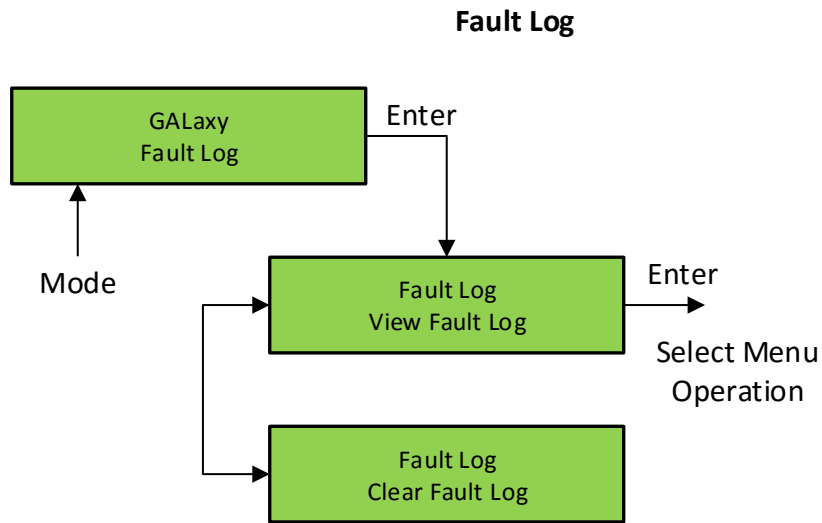 Fault Log
GALaxy
Fault Log
Enter
Mode
Fault Log
View Fault Log
Enter
Select Menu
Operation
Fault Log
Clear Fault Log